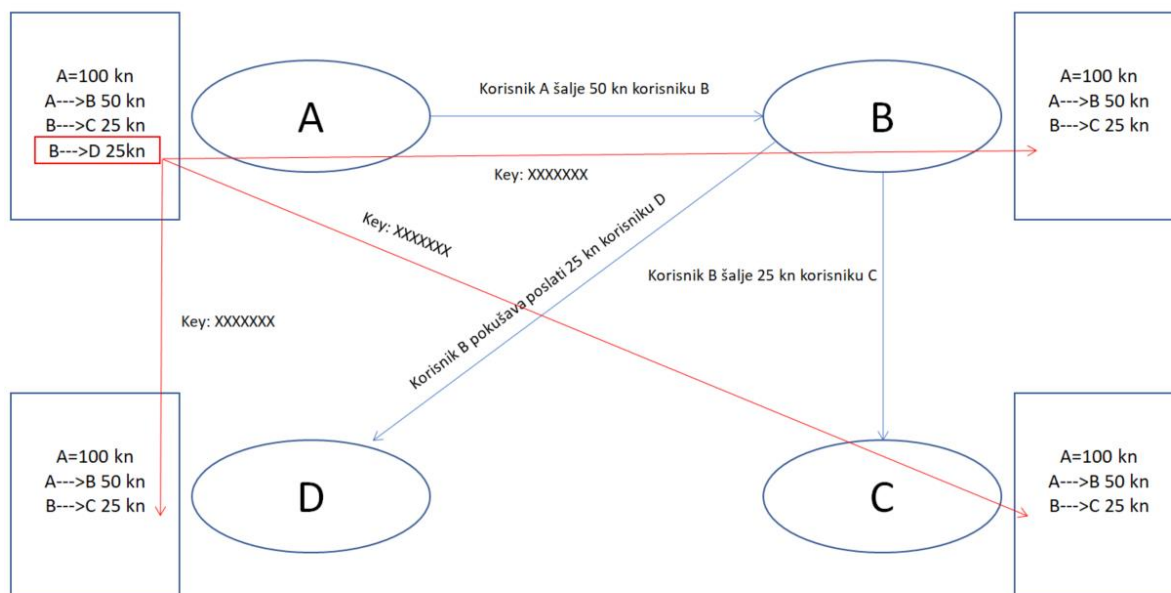 A=100 kn
A--->B 50 kn
B--->C 25 kn
B--->D 25kn
A
Korisnik A šalje 50 kn korisniku B
B
A=100 kn
A--->B 50 kn
B--->C 25 kn
Key: XXXXXXX
Key: XXXXXXX
Korisnik B pokušava poslati 25 kn korisniku D
Korisnik B šalje 25 kn korisniku C
Key: XXXXXXX
A=100 kn
A--->B 50 kn
B--->C 25 kn
D
C
A=100 kn
A--->B 50 kn
B--->C 25 kn